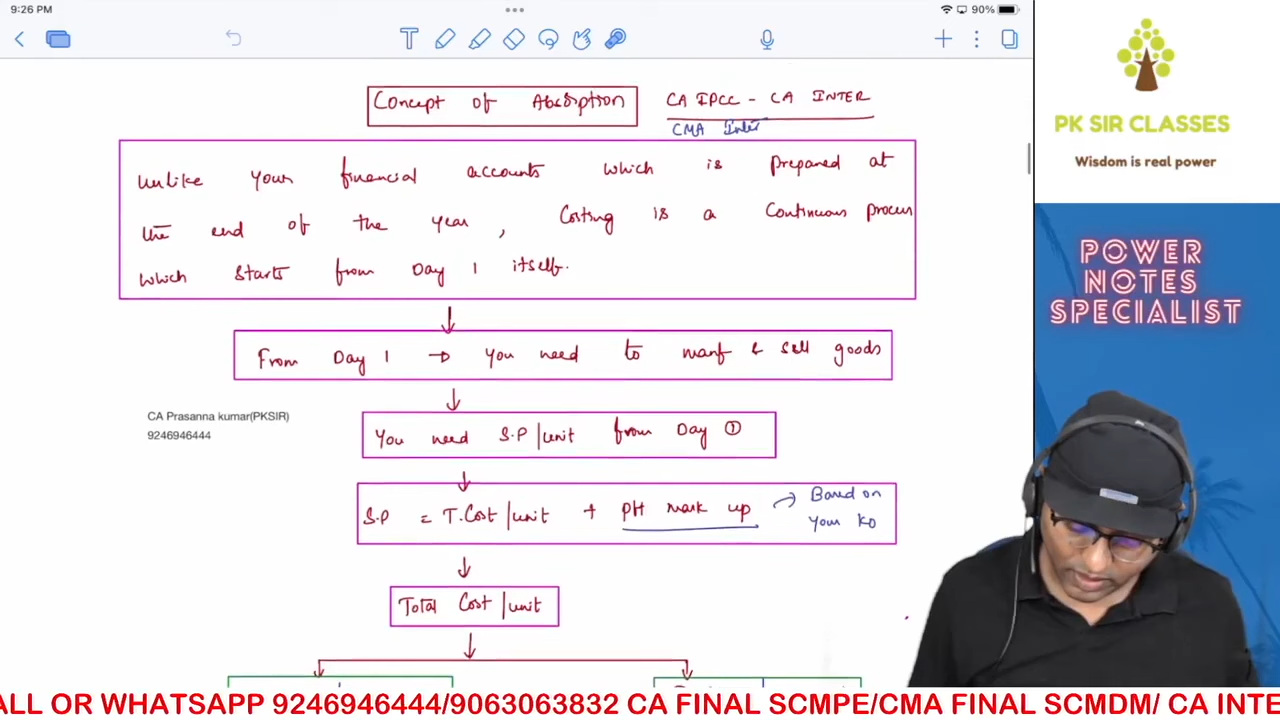 9:26 PM
90%
Concept of Absorption
CA IPCC - CA INTER
CMA Inter
Unlike your financial accounts which is prepared at
the end of the year, Costing is a Continuous process
which starts from Day 1 itself.
From Day 1 → You need to manf & sell goods
CA Prasanna kumar(PKSIR)
9246946444
You need S.P/unit from Day ①
S.P = T.Cost/unit + Pft mark up
Based on
your
Total Cost/unit
PK SIR CLASSES
Wisdom is real power
POWER
NOTES
SPECIALIST
ALL OR WHATSAPP 9246946444/9063063832 CA FINAL SCMPE/CMA FINAL SCMDM/ CA INTE